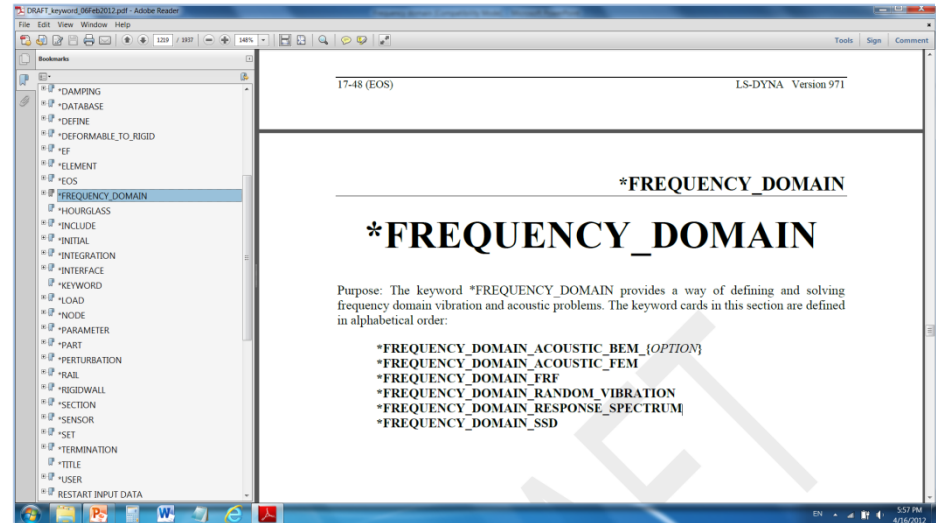 DRAFT_keyword_06Feb2012.pdf - Adobe Reader
File Edit View Window Help
1219 / 1937 148% Tools Sign Comment
Bookmarks
*DAMPING
*DATABASE
*DEFINE
*DEFORMABLE_TO_RIGID
*EF
*ELEMENT
*EOS
*FREQUENCY_DOMAIN
*HOURGLASS
*INCLUDE
*INITIAL
*INTEGRATION
*INTERFACE
*KEYWORD
*LOAD
*NODE
*PARAMETER
*PART
*PERTURBATION
*RAIL
*RIGIDWALL
*SECTION
*SENSOR
*SET
*TERMINATION
*TITLE
*USER
RESTART INPUT DATA
17-48 (EOS) LS-DYNA Version 971
*FREQUENCY_DOMAIN
*FREQUENCY_DOMAIN
Purpose: The keyword *FREQUENCY_DOMAIN provides a way of defining and solving
frequency domain vibration and acoustic problems. The keyword cards in this section are defined
in alphabetical order:
*FREQUENCY_DOMAIN_ACOUSTIC_BEM_{OPTION}
*FREQUENCY_DOMAIN_ACOUSTIC_FEM
*FREQUENCY_DOMAIN_FRF
*FREQUENCY_DOMAIN_RANDOM_VIBRATION
*FREQUENCY_DOMAIN_RESPONSE_SPECTRUM
*FREQUENCY_DOMAIN_SSD
EN 5:57 PM
4/16/2012